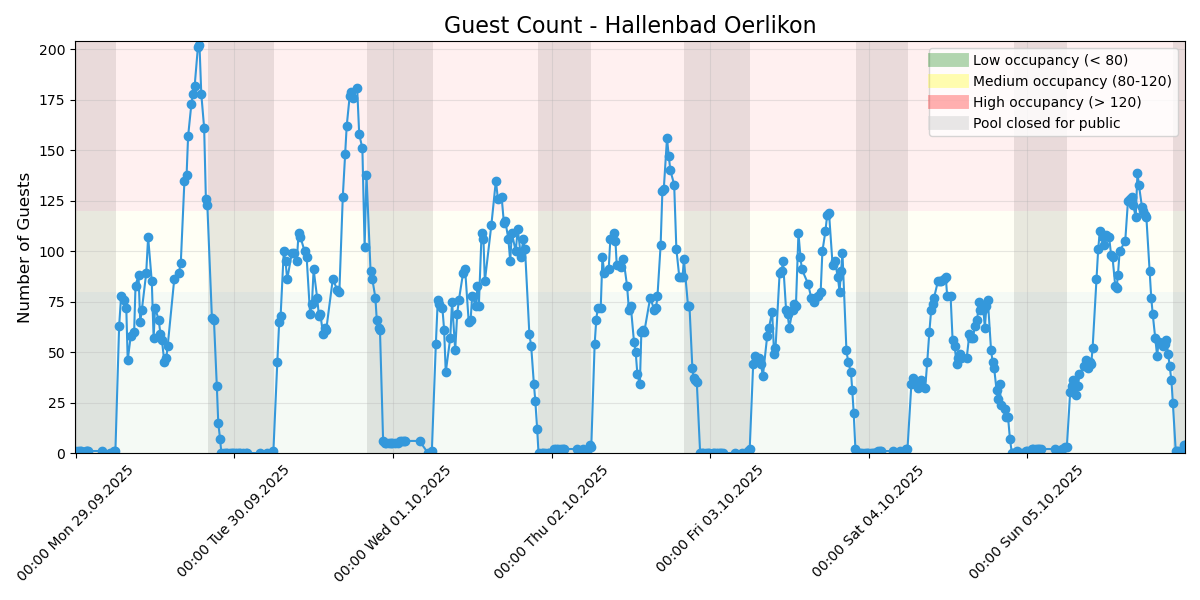 Guest Count - Hallenbad Oerlikon
Number of Guests
200
175
150
125
100
75
50
25
0
Low occupancy (< 80)
Medium occupancy (80-120)
High occupancy (> 120)
Pool closed for public
00:00 Mon 29.09.2025
00:00 Tue 30.09.2025
00:00 Wed 01.10.2025
00:00 Thu 02.10.2025
00:00 Fri 03.10.2025
00:00 Sat 04.10.2025
00:00 Sun 05.10.2025